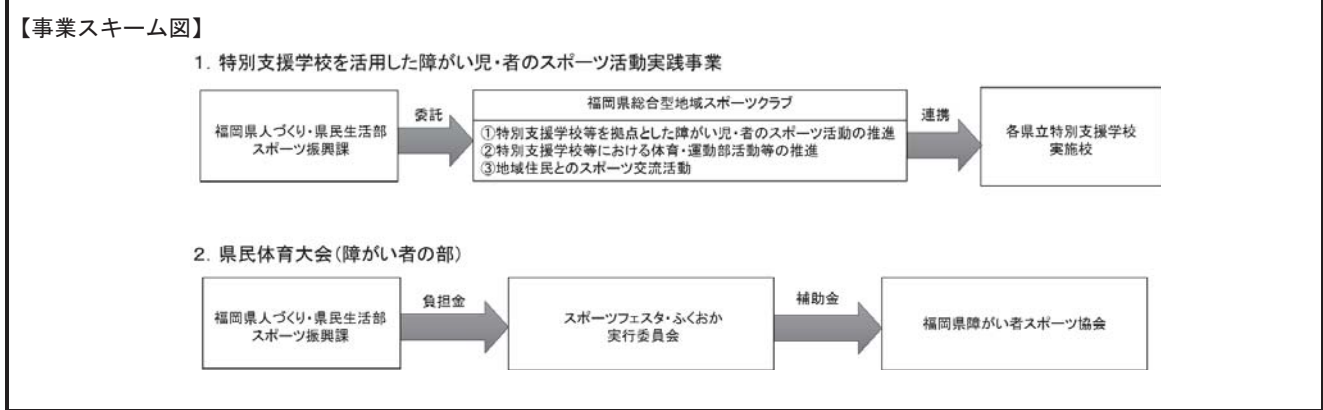 【事業スキーム図】
1．特別支援学校を活用した障がい児・者のスポーツ活動実践事業
福岡県人づくり・県民生活部
スポーツ振興課
委託
福岡県総合型地域スポーツクラブ
①特別支援学校等を拠点とした障がい児・者のスポーツ活動の推進
②特別支援学校等における体育・運動部活動等の推進
③地域住民とのスポーツ交流活動
連携
各県立特別支援学校
実施校
2．県民体育大会（障がい者の部）
福岡県人づくり・県民生活部
スポーツ振興課
負担金
スポーツフェスタ・ふくおか
実行委員会
補助金
福岡県障がい者スポーツ協会